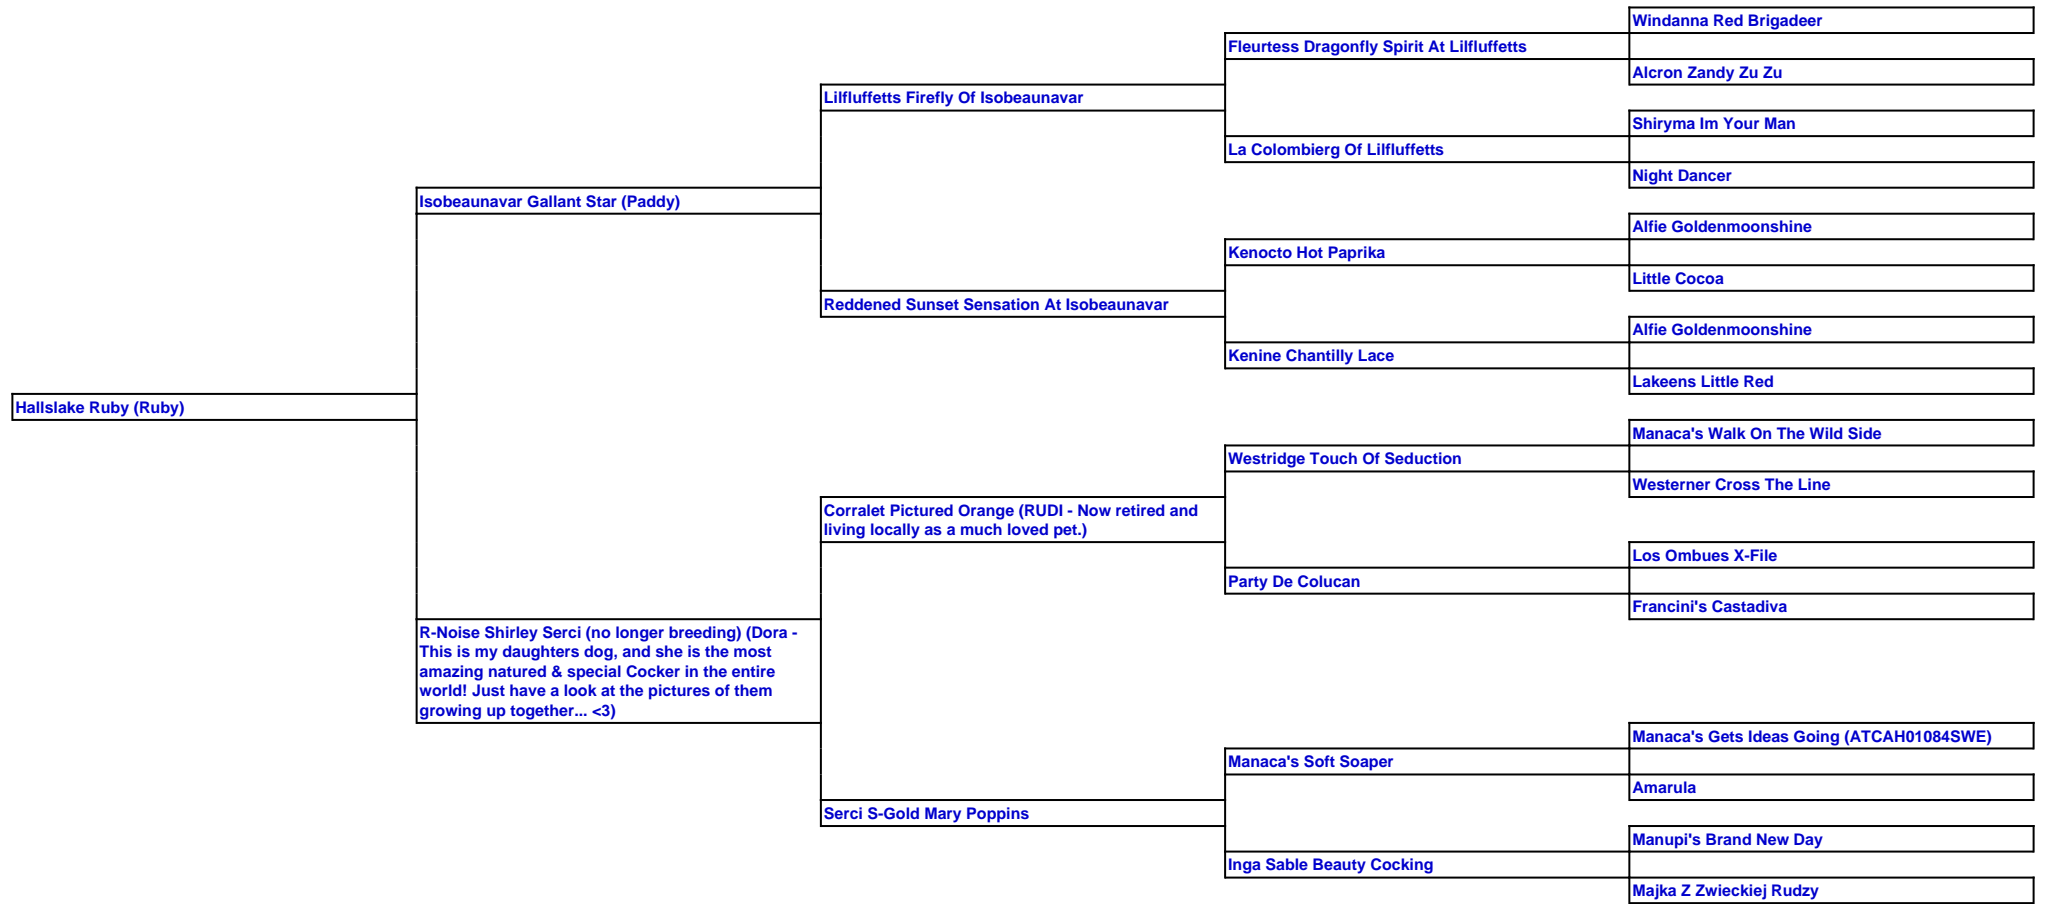 Windanna Red Brigadeer
Fleurtess Dragonfly Spirit At Lilfluffetts
Alcron Zandy Zu Zu
Lilfluffetts Firefly Of Isobeaunavar
Shiryma Im Your Man
La Colombierg Of Lilfluffetts
Night Dancer
Isobeaunavar Gallant Star (Paddy)
Alfie Goldenmoonshine
Kenocto Hot Paprika
Little Cocoa
Reddened Sunset Sensation At Isobeaunavar
Alfie Goldenmoonshine
Kenine Chantilly Lace
Lakeens Little Red
Hallslake Ruby (Ruby)
Manaca's Walk On The Wild Side
Westridge Touch Of Seduction
Westerner Cross The Line
Corralet Pictured Orange (RUDI - Now retired and
living locally as a much loved pet.)
Los Ombues X-File
Party De Colucan
Francini's Castadiva
R-Noise Shirley Serci (no longer breeding) (Dora -
This is my daughters dog, and she is the most
amazing natured & special Cocker in the entire
world! Just have a look at the pictures of them
growing up together... <3)
Manaca's Gets Ideas Going (ATCAH01084SWE)
Manaca's Soft Soaper
Amarula
Serci S-Gold Mary Poppins
Manupi's Brand New Day
Inga Sable Beauty Cocking
Majka Z Zwieckiej Rudzy